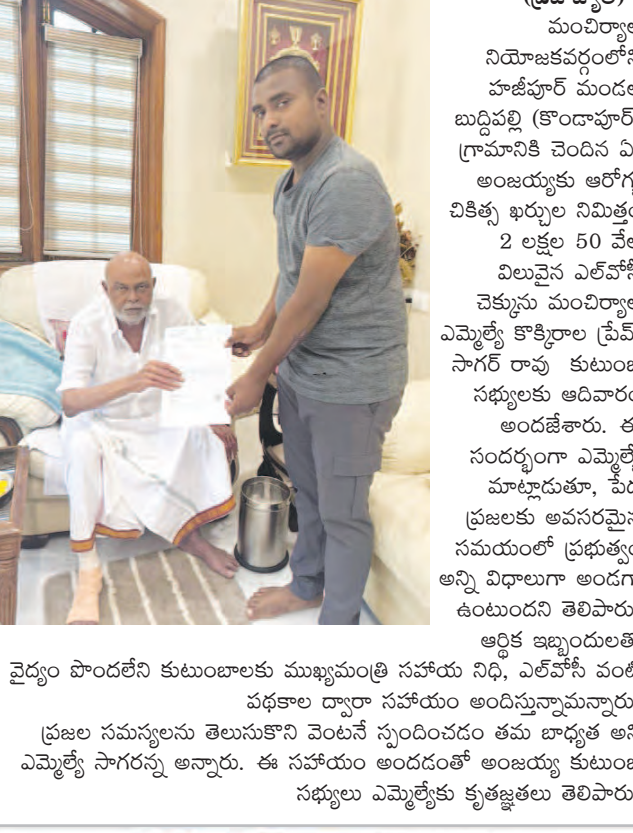 (ప్రజాజ్యోతి)
మంచిర్యాల
నియోజకవర్గంలోని
హజీపూర్ మండల
బుద్దిపల్లి (కొండాపూర్)
గ్రామానికి చెందిన ఏ
అంజయ్యకు ఆరోగ్య
చికిత్స ఖర్చుల నిమిత్తం
2 లక్షల 50 వేల
విలువైన ఎల్‌వోసీ
చెక్కును మంచిర్యాల
ఎమ్మెల్యే కొక్కిరాల ప్రేమ్
సాగర్ రావు కుటుంబ
సభ్యులకు ఆదివారం
అందజేశారు. ఈ
సందర్భంగా ఎమ్మెల్యే
మాట్లాడుతూ, పేద
ప్రజలకు అవసరమైన
సమయంలో ప్రభుత్వం
అన్ని విధాలుగా అండగా
ఉంటుందని తెలిపారు
ఆర్థిక ఇబ్బందులతో
వైద్యం పొందలేని కుటుంబాలకు ముఖ్యమంత్రి సహాయ నిధి, ఎల్‌వోసీ వంటి
పథకాల ద్వారా సహాయం అందిస్తున్నామన్నారు
ప్రజల సమస్యలను తెలుసుకొని వెంటనే స్పందించడం తమ బాధ్యత అని
ఎమ్మెల్యే సాగరన్న అన్నారు. ఈ సహాయం అందడంతో అంజయ్య కుటుంబ
సభ్యులు ఎమ్మెల్యేకు కృతజ్ఞతలు తెలిపారు